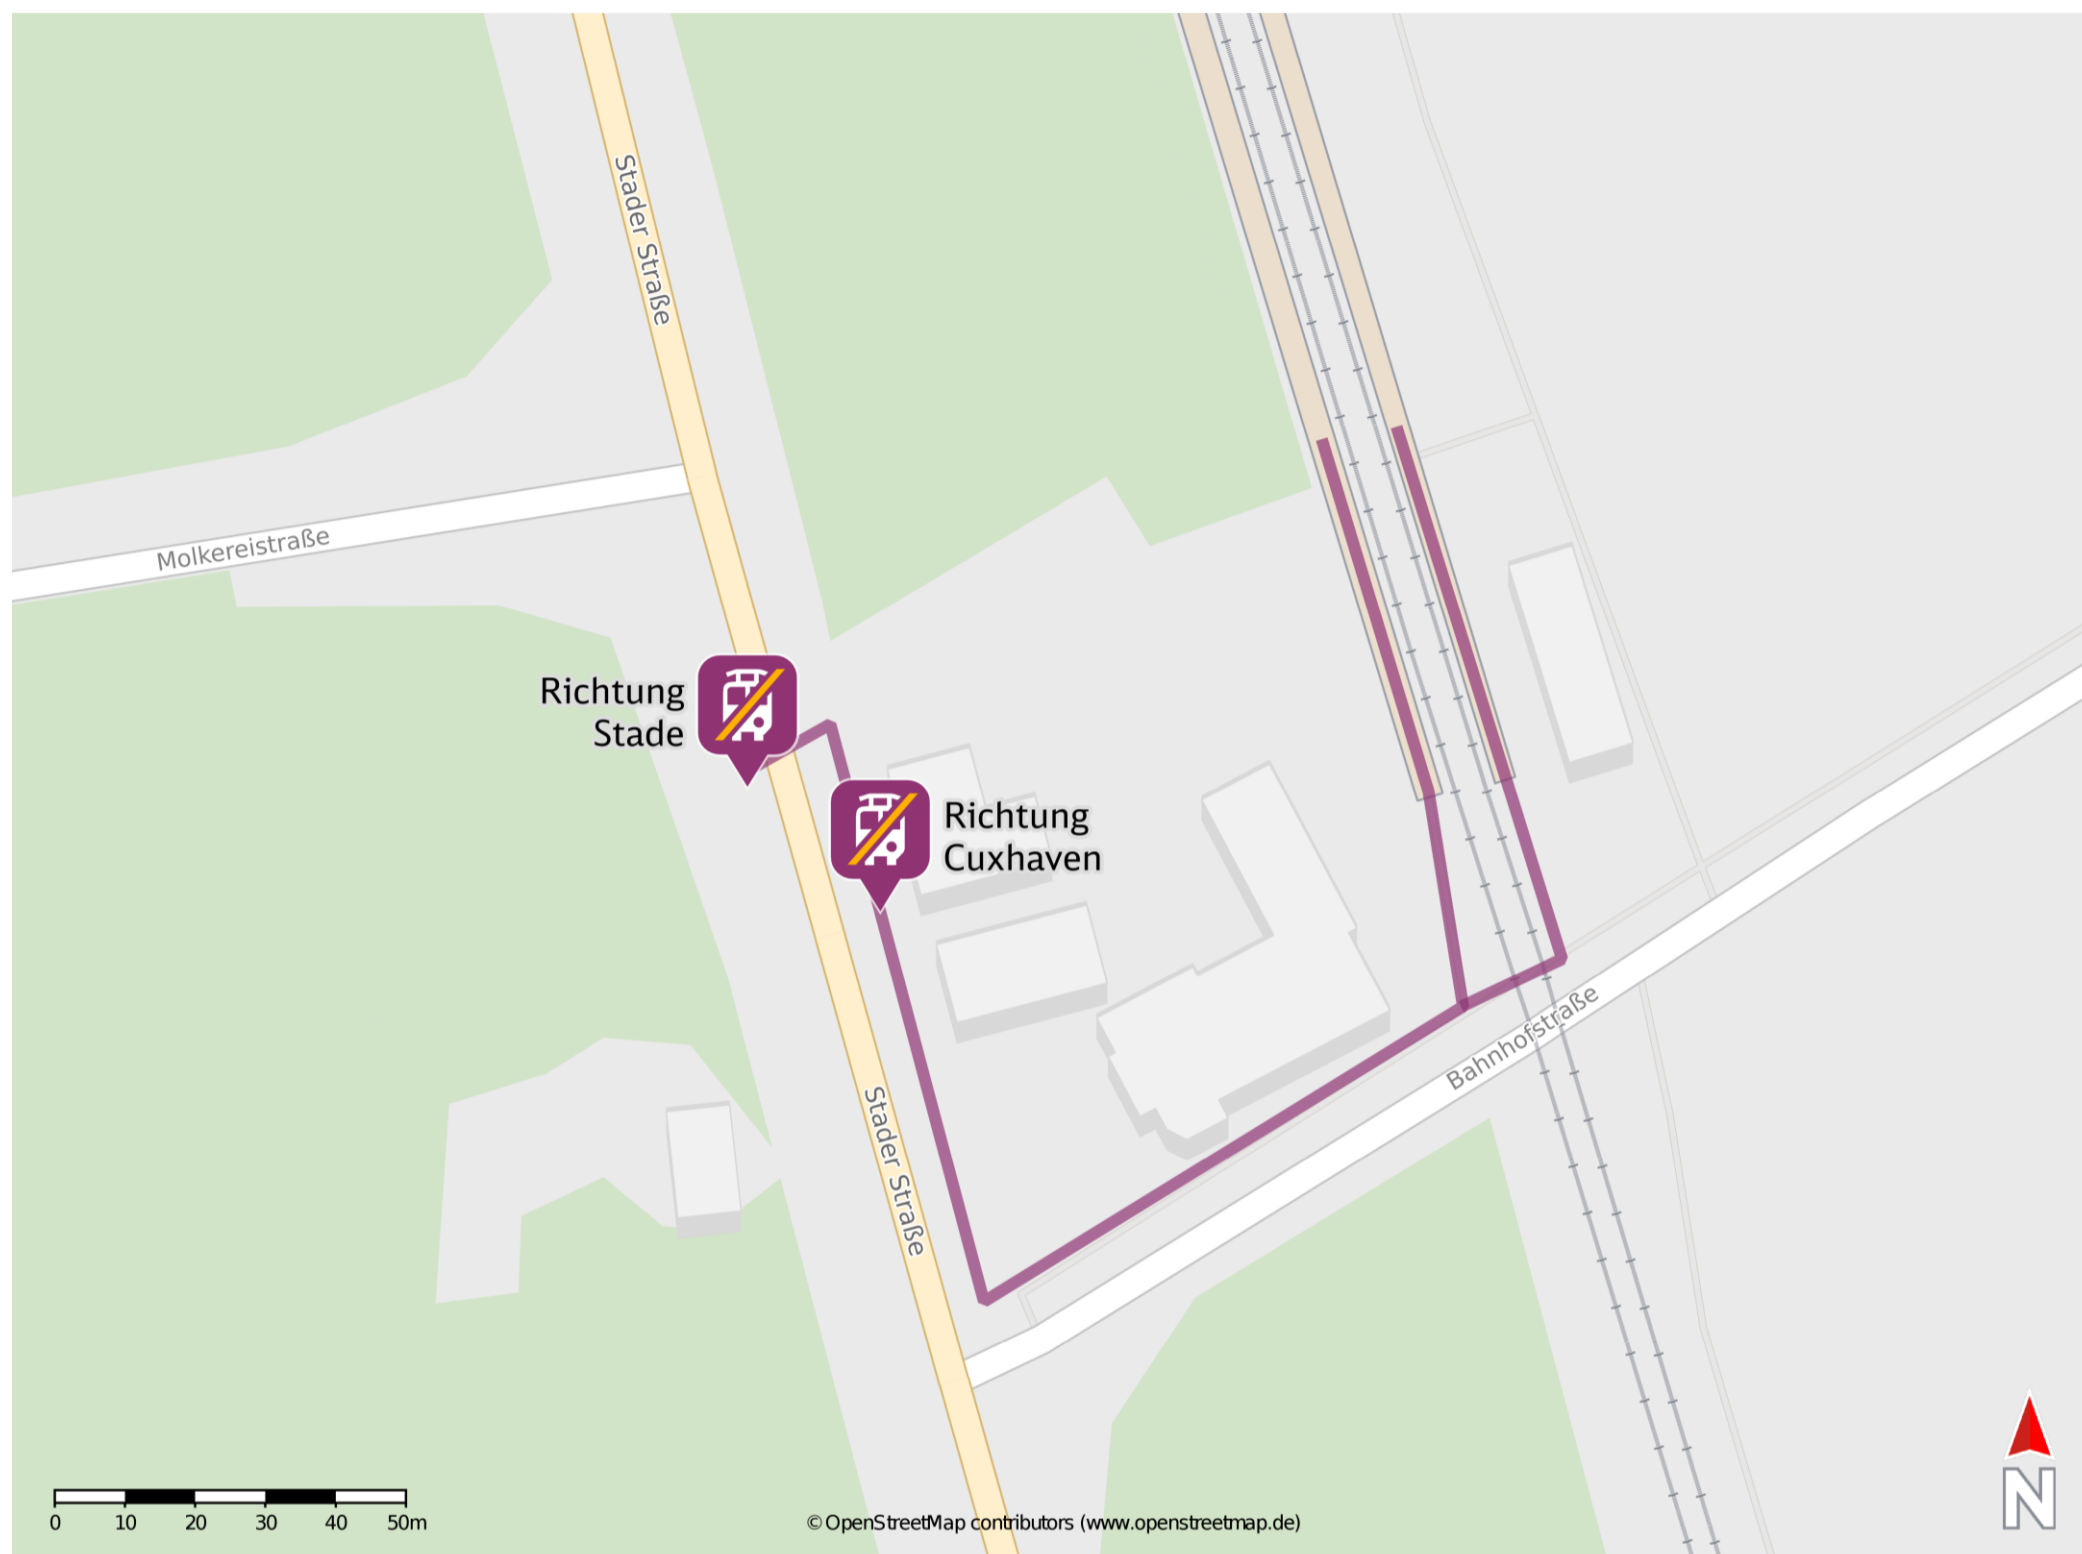 Stader Straße
Molkereistraße
Richtung
Stade
Richtung
Cuxhaven
Bahnhofstraße
Stader Straße
0 10 20 30 40 50m
© OpenStreetMap contributors (www.openstreetmap.de)
N